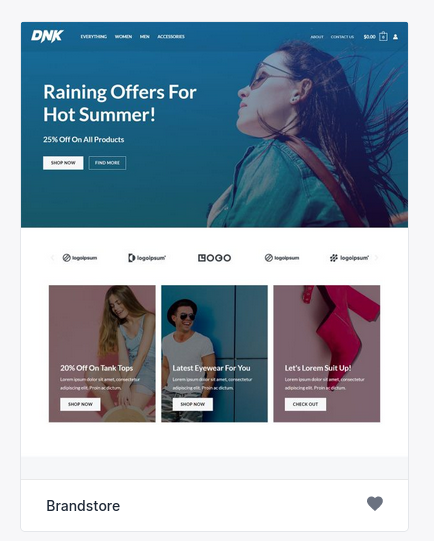 DNK
EVERYTHING WOMEN MEN ACCESSORIES
ABOUT CONTACT US $0.00 0
Raining Offers For
Hot Summer!
25% Off On All Products
SHOP NOW FIND MORE
logoipsum logoipsum LOGO logoipsum logoipsum
20% Off On Tank Tops
Lorem ipsum dolor sit amet, consectetur
adipiscing elit. Proin ac dictum.
SHOP NOW
Latest Eyewear For You
Lorem ipsum dolor sit amet, consectetur
adipiscing elit. Proin ac dictum.
SHOP NOW
Let's Lorem Suit Up!
Lorem ipsum dolor sit amet, consectetur
adipiscing elit. Proin ac dictum.
CHECK OUT
Brandstore